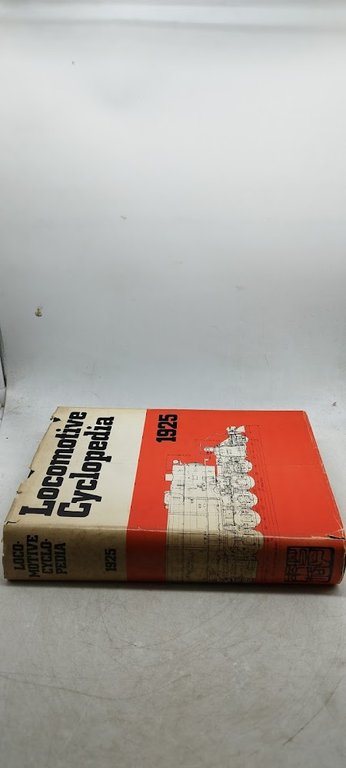 Locomotive
Cyclopedia
1925
LOCO-
MOTIVE
CYCLO-
PEDIA
1925